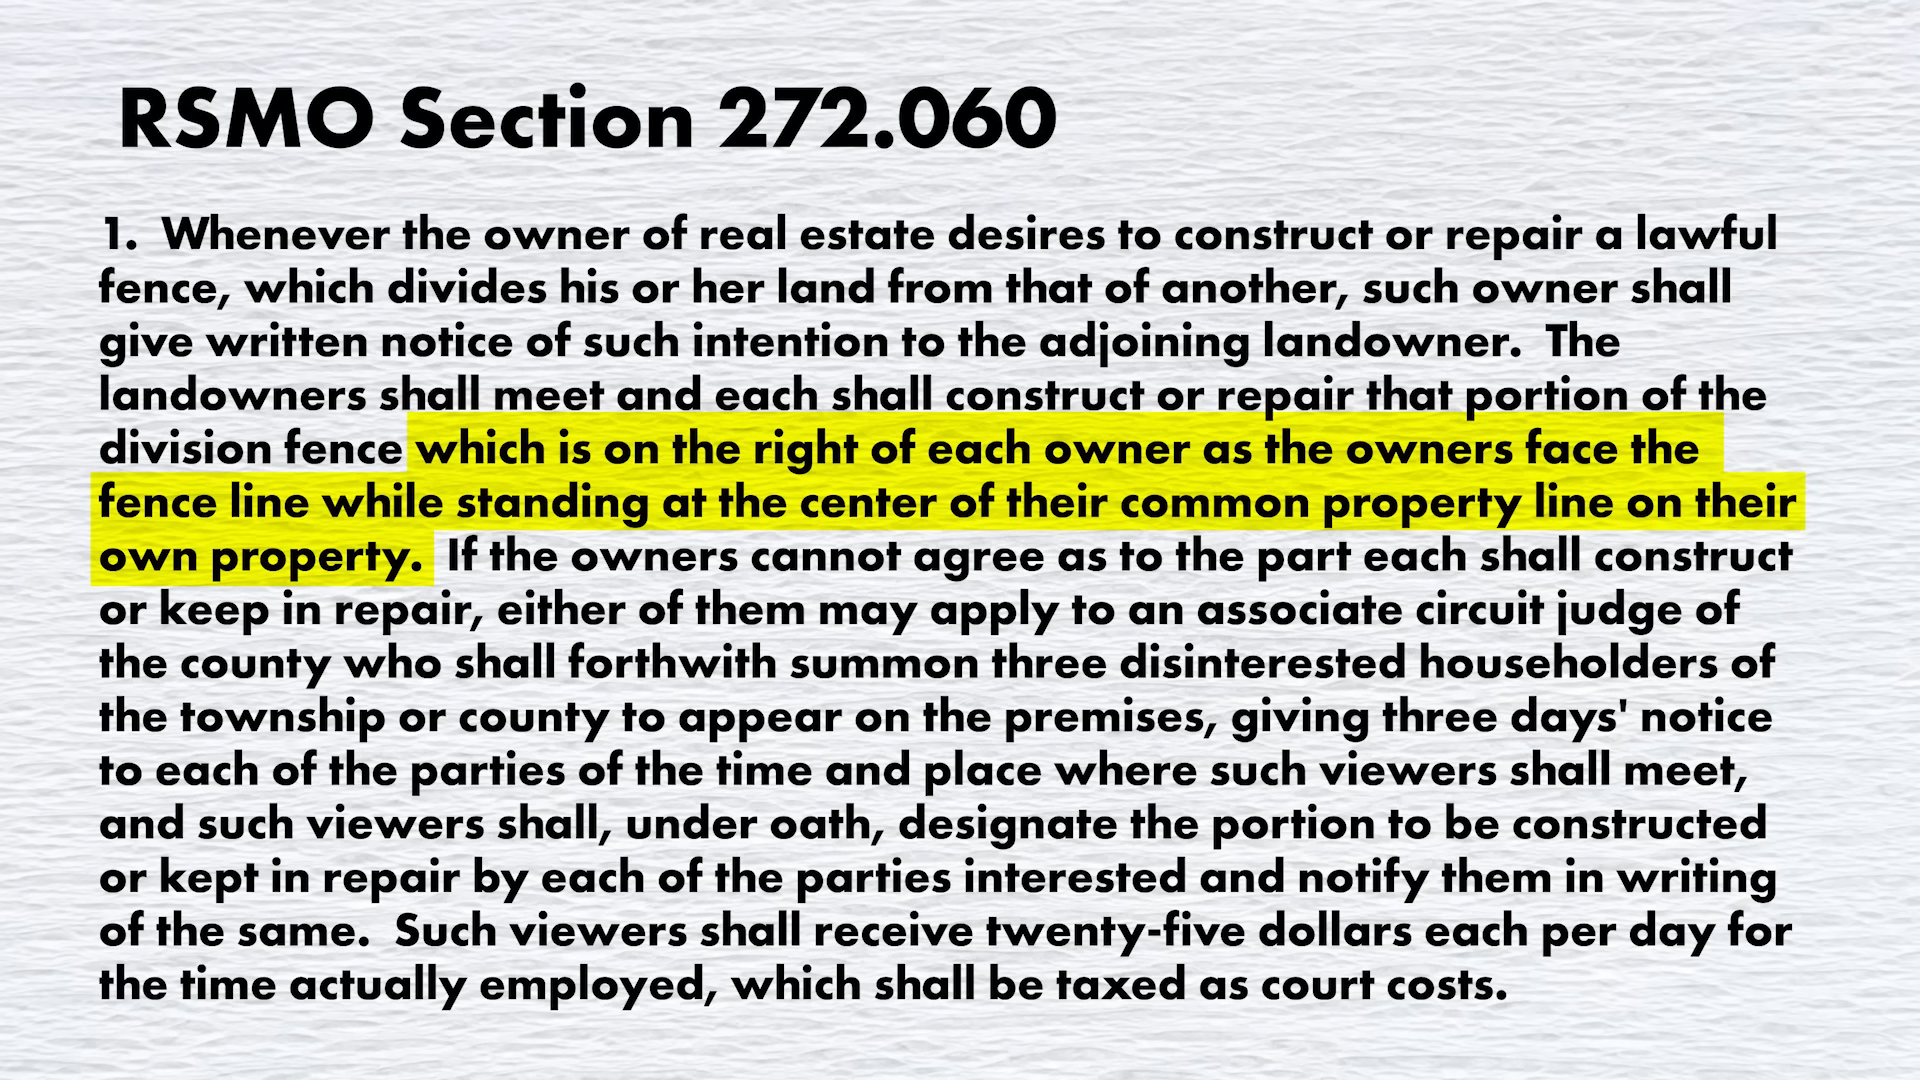 RSMO Section 272.060
1.  Whenever the owner of real estate desires to construct or repair a lawful
fence, which divides his or her land from that of another, such owner shall
give written notice of such intention to the adjoining landowner.  The
landowners shall meet and each shall construct or repair that portion of the
division fence which is on the right of each owner as the owners face the
fence line while standing at the center of their common property line on their
own property.  If the owners cannot agree as to the part each shall construct
or keep in repair, either of them may apply to an associate circuit judge of
the county who shall forthwith summon three disinterested householders of
the township or county to appear on the premises, giving three days' notice
to each of the parties of the time and place where such viewers shall meet,
and such viewers shall, under oath, designate the portion to be constructed
or kept in repair by each of the parties interested and notify them in writing
of the same.  Such viewers shall receive twenty-five dollars each per day for
the time actually employed, which shall be taxed as court costs.